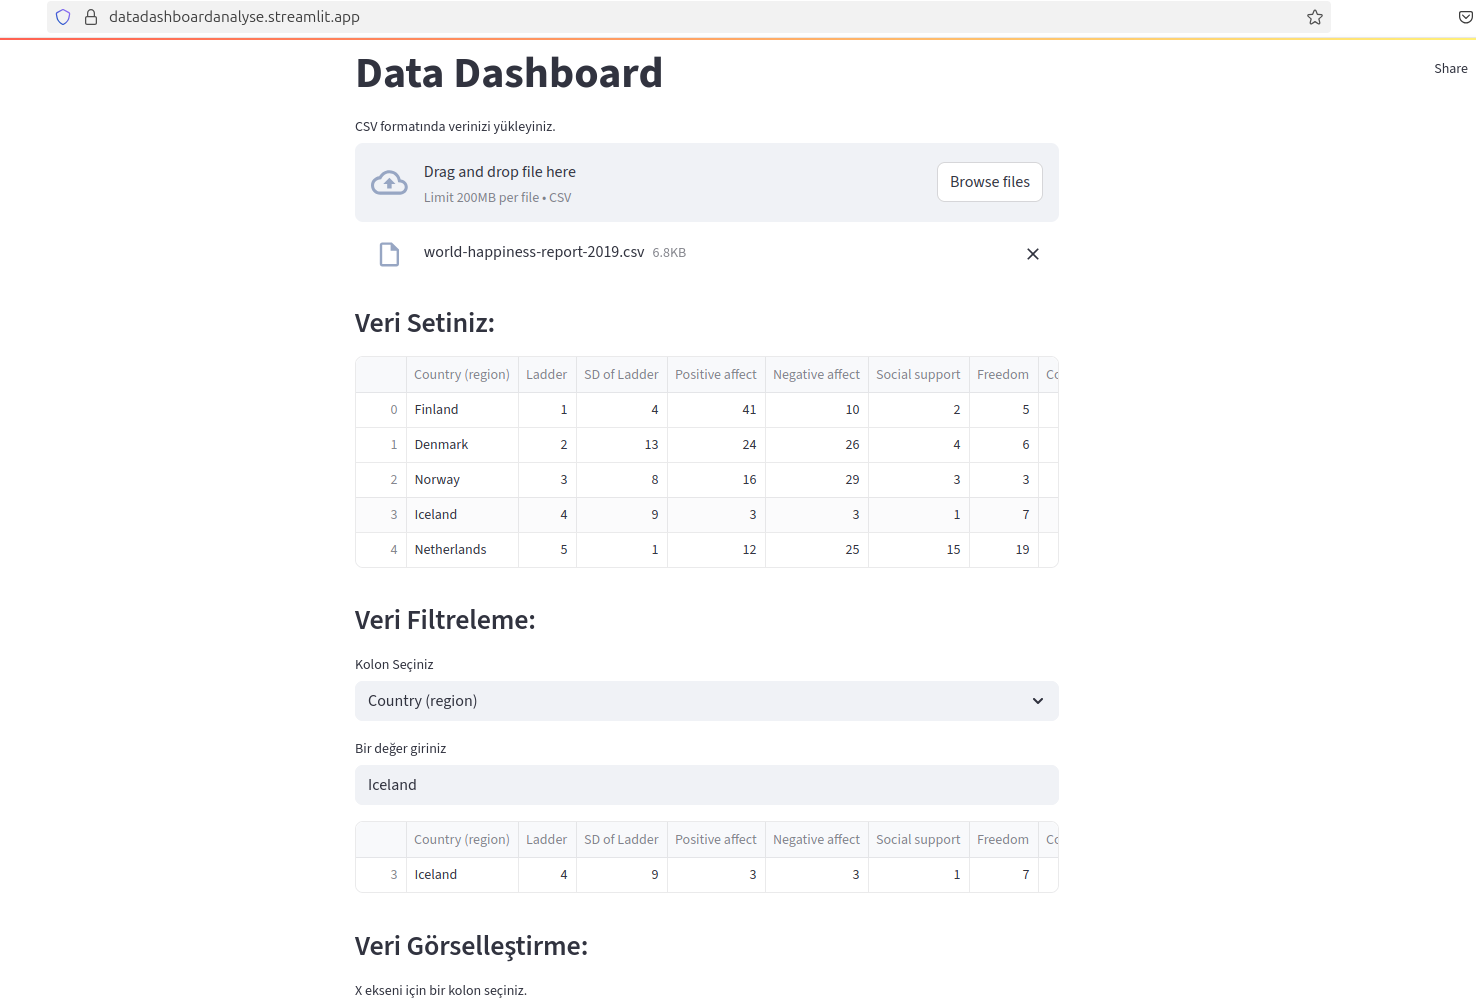 datadashboardanalyse.streamlit.app
Share
Data Dashboard
CSV formatında verinizi yükleyiniz.
Drag and drop file here
Limit 200MB per file • CSV
Browse files
world-happiness-report-2019.csv 6.8KB
Veri Setiniz:
Country (region) Ladder SD of Ladder Positive affect Negative affect Social support Freedom
0 Finland 1 4 41 10 2 5
1 Denmark 2 13 24 26 4 6
2 Norway 3 8 16 29 3 3
3 Iceland 4 9 3 3 1 7
4 Netherlands 5 1 12 25 15 19
Veri Filtreleme:
Kolon Seçiniz
Country (region)
Bir değer giriniz
Iceland
Country (region) Ladder SD of Ladder Positive affect Negative affect Social support Freedom
3 Iceland 4 9 3 3 1 7
Veri Görselleştirme:
X ekseni için bir kolon seçiniz.